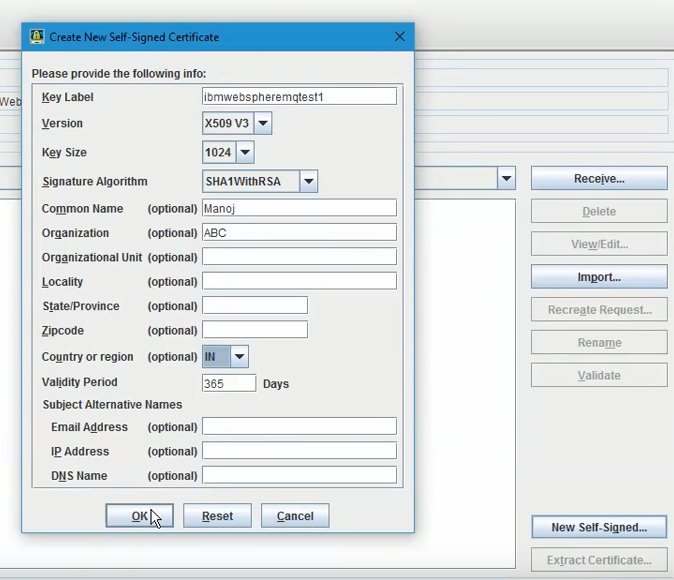 Create New Self-Signed Certificate
Please provide the following info:
Key Label ibmwebspheremqtest1
Version X509 V3
Key Size 1024
Signature Algorithm SHA1WithRSA
Common Name (optional) Manoj
Organization (optional) ABC
Organizational Unit (optional)
Locality (optional)
State/Province (optional)
Zipcode (optional)
Country or region (optional) IN
Validity Period 365 Days
Subject Alternative Names
Email Address (optional)
IP Address (optional)
DNS Name (optional)
OK Reset Cancel
Web
Receive...
Delete
View/Edit...
Import...
Recreate Request...
Rename
Validate
New Self-Signed...
Extract Certificate...